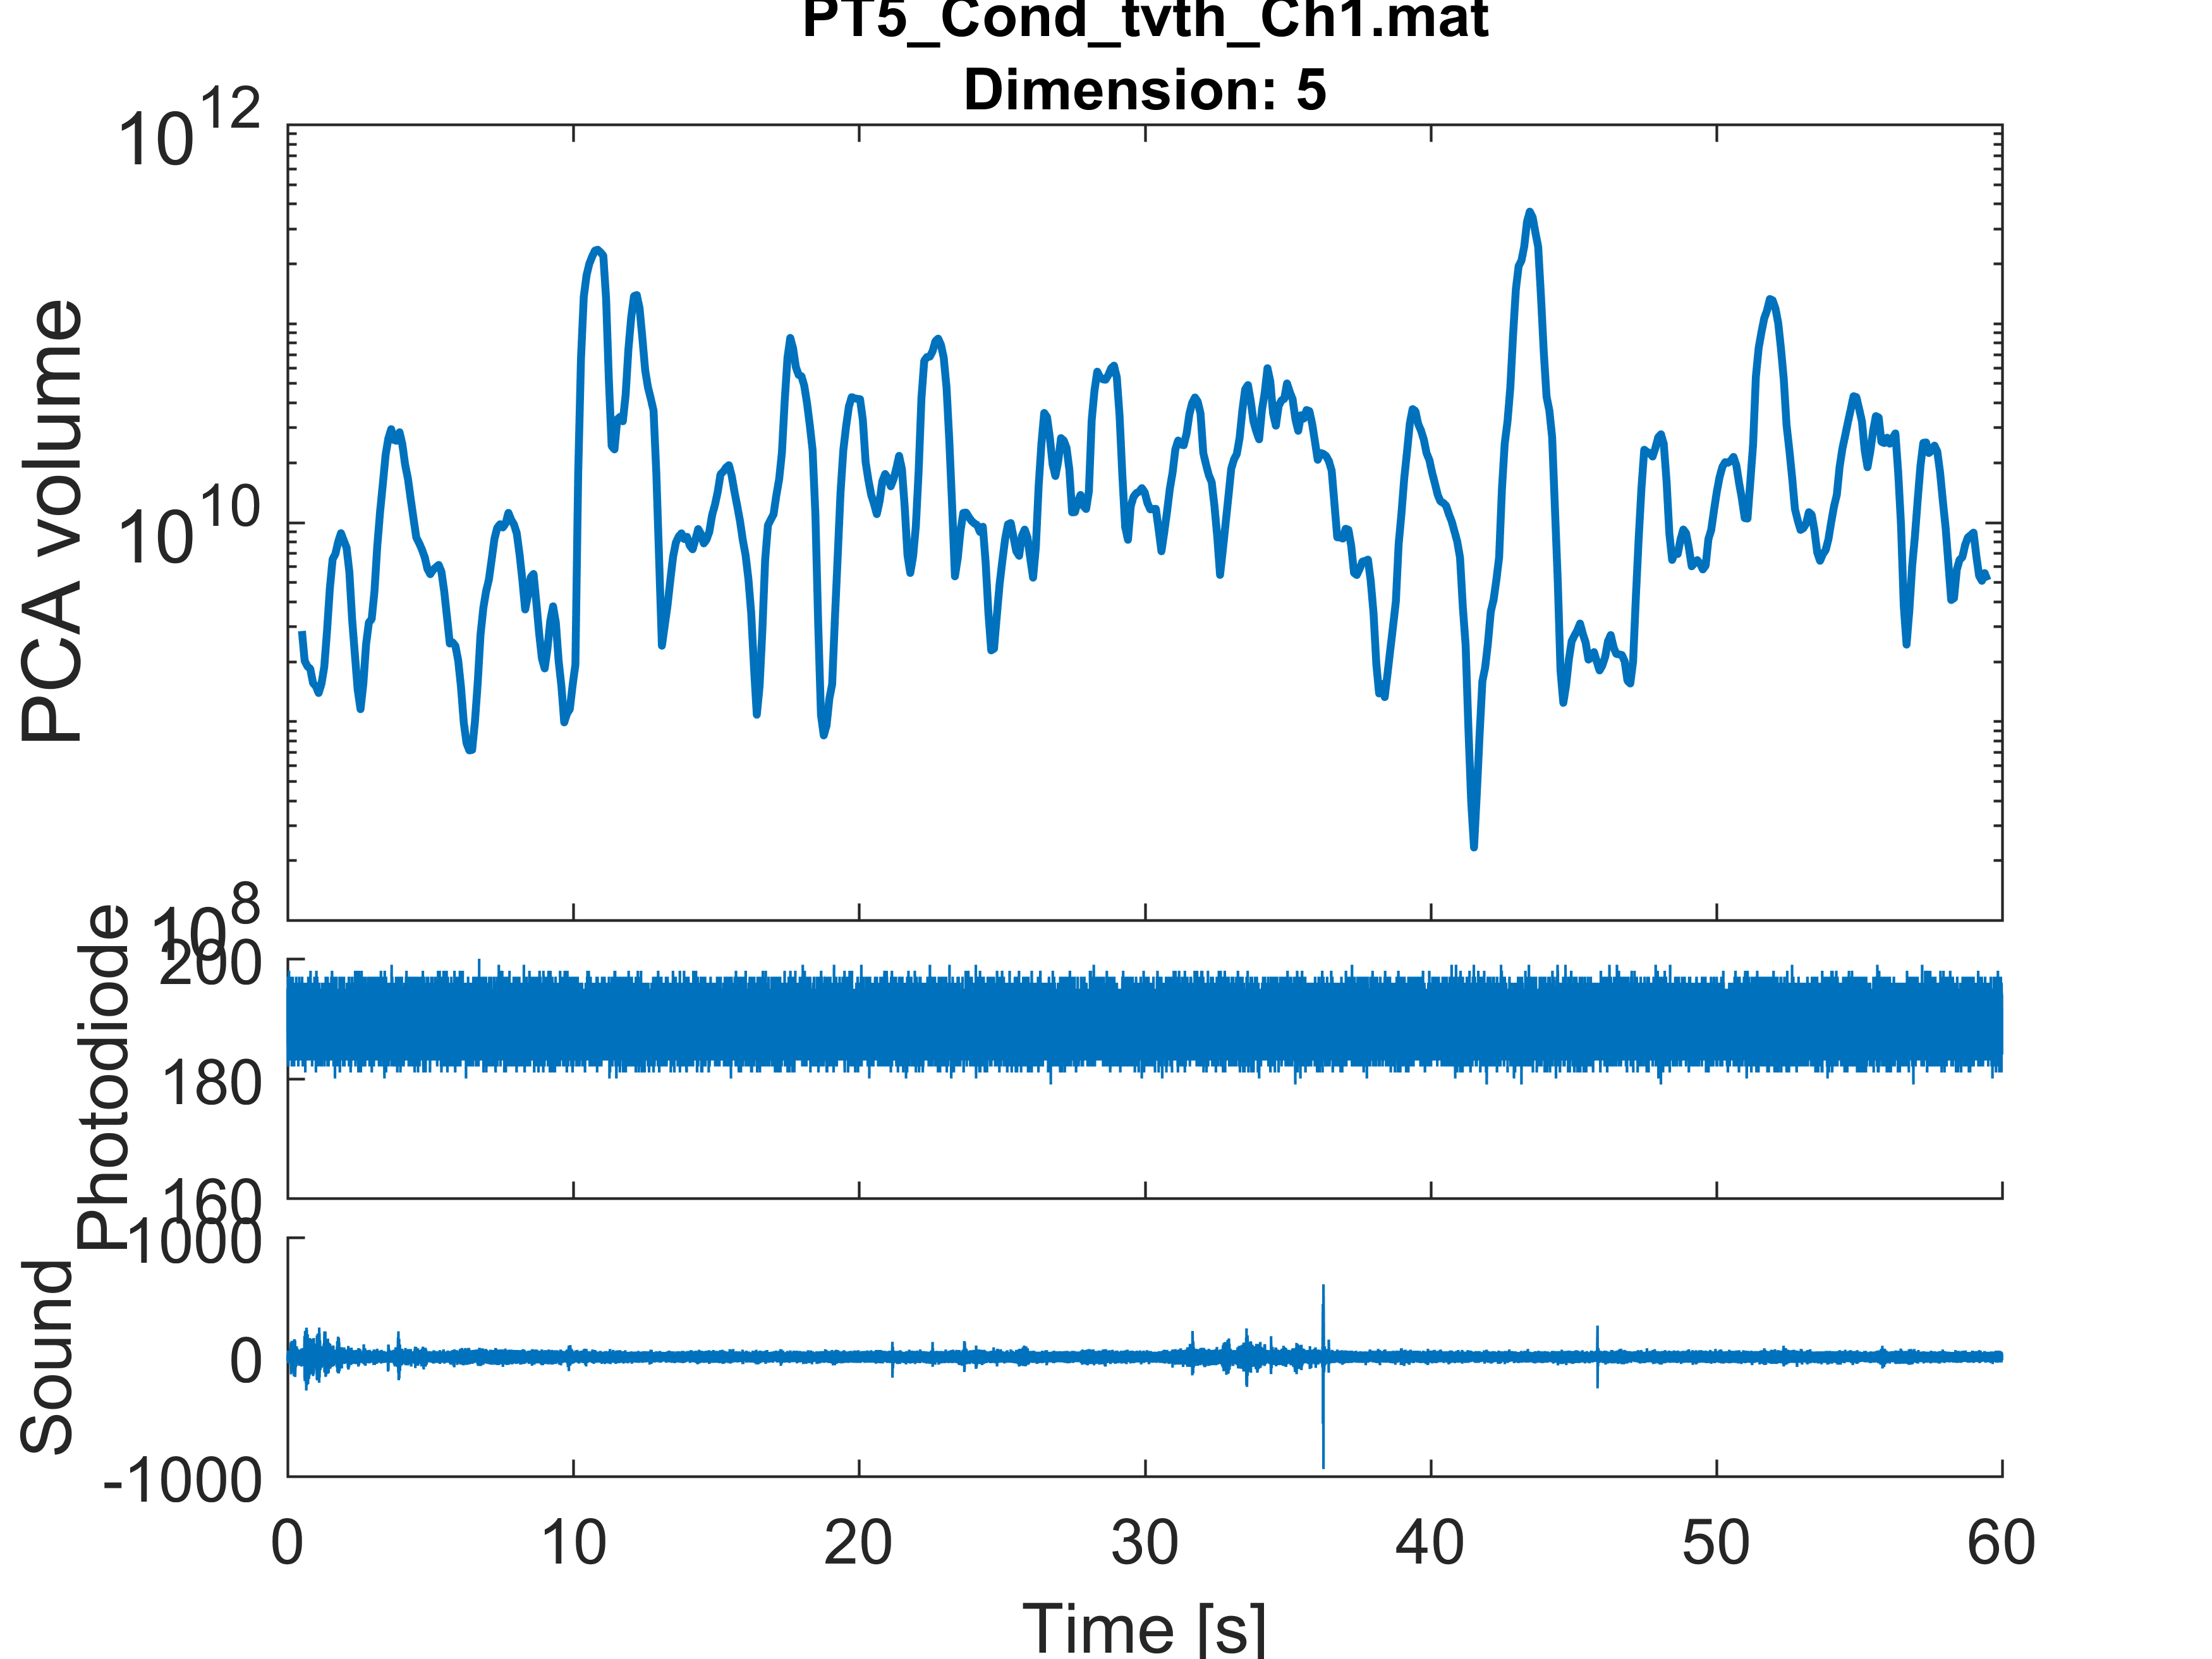 PT5_Cond_tvth_Ch1.mat
Dimension: 5
PCA volume
10^12
10^10
10^8
Photodiode
200
180
160
Sound
1000
0
-1000
0 10 20 30 40 50 60
Time [s]